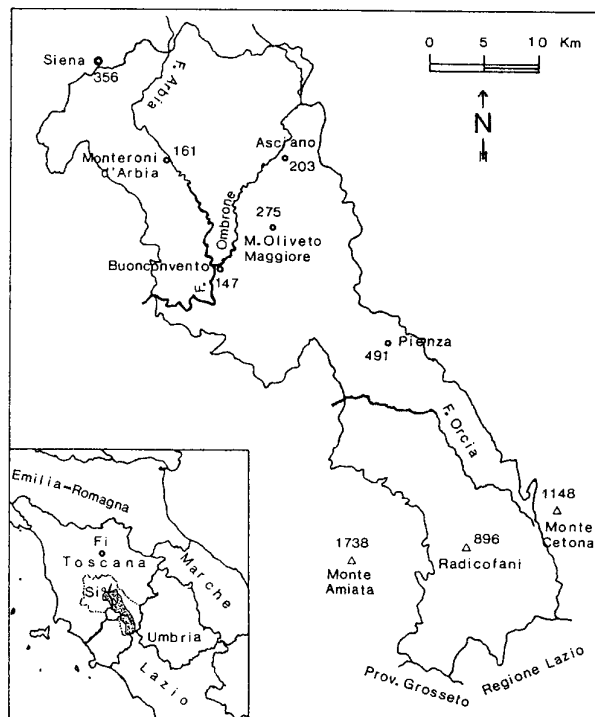 0 5 10 Km
N
Siena
356
F. Arbia
Asciano
203
161
Monteroni
d'Arbia
275
M. Oliveto
Maggiore
F. Ombrone
Buonconvento
147
Pienza
491
F. Orcia
1148
Monte
Cetona
1738
Monte
Amiata
896
Radicofani
Prov. Grosseto
Regione Lazio
Emilia-Romagna
Fi
Toscana
Marche
Si
Umbria
Lazio